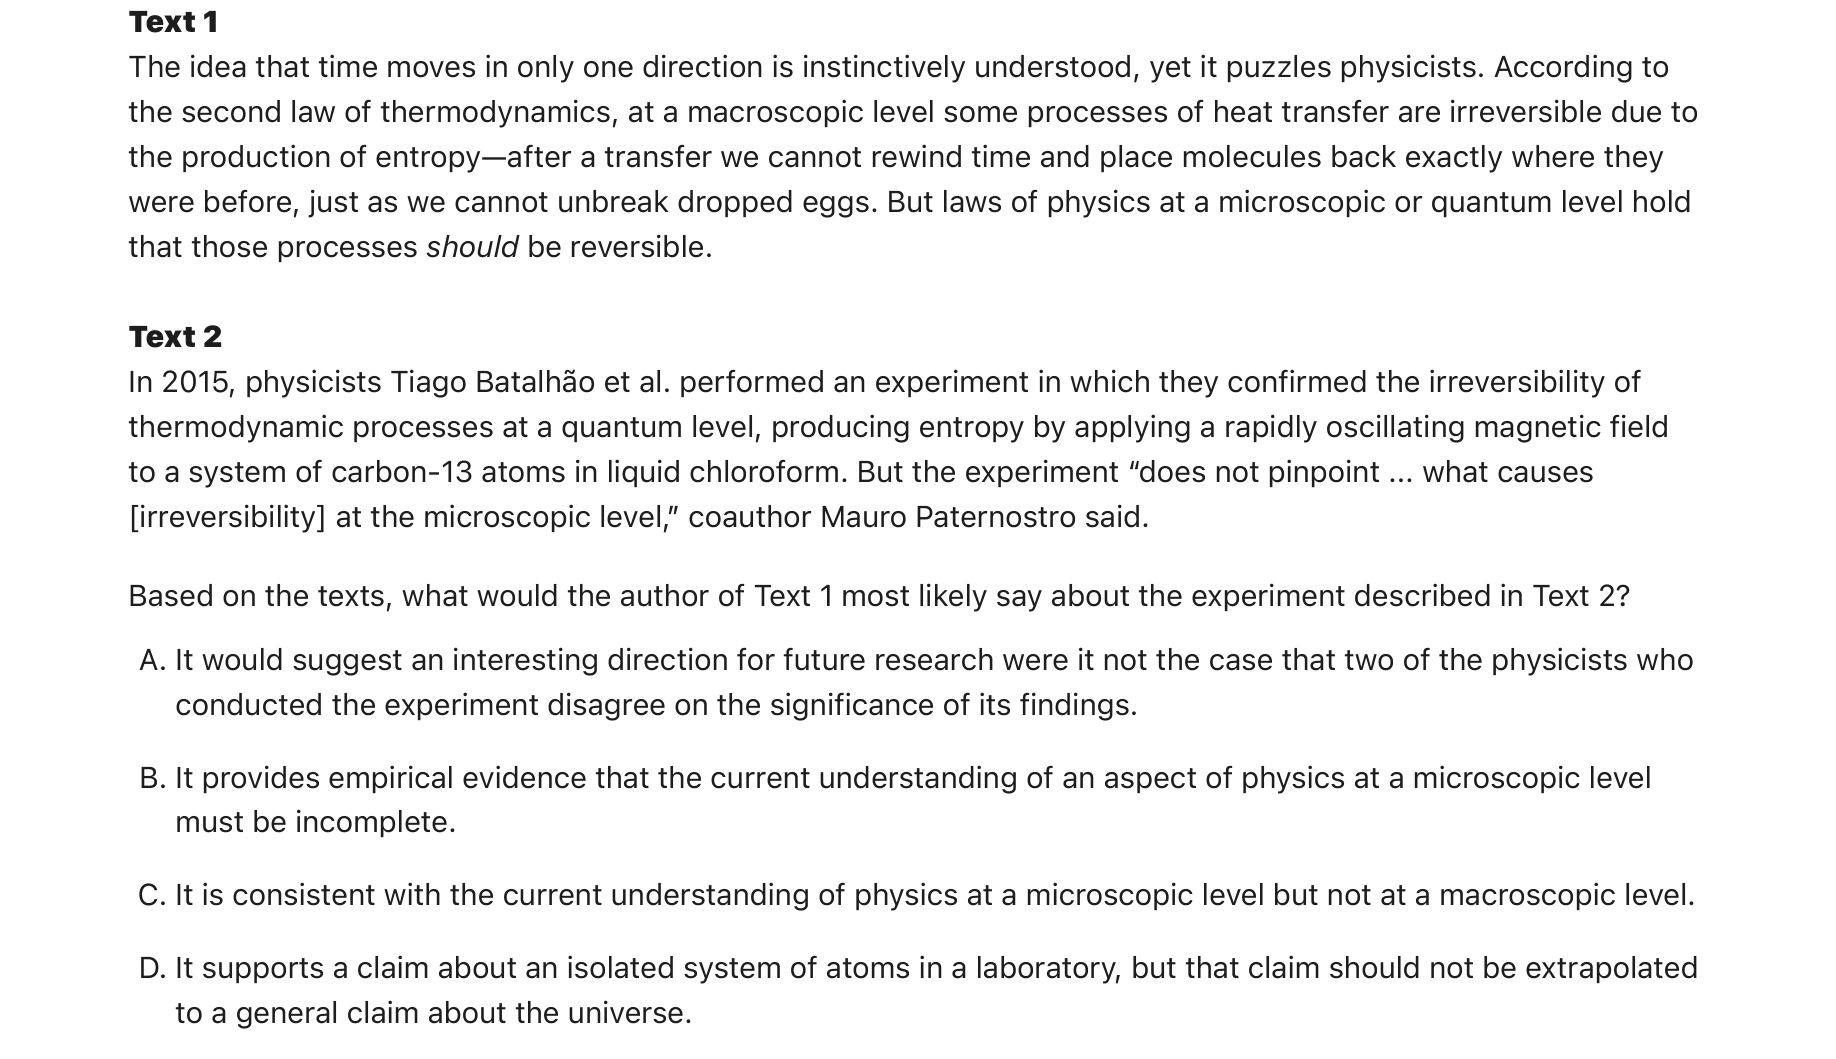 Text 1
The idea that time moves in only one direction is instinctively understood, yet it puzzles physicists. According to
the second law of thermodynamics, at a macroscopic level some processes of heat transfer are irreversible due to
the production of entropy—after a transfer we cannot rewind time and place molecules back exactly where they
were before, just as we cannot unbreak dropped eggs. But laws of physics at a microscopic or quantum level hold
that those processes should be reversible.
Text 2
In 2015, physicists Tiago Batalhão et al. performed an experiment in which they confirmed the irreversibility of
thermodynamic processes at a quantum level, producing entropy by applying a rapidly oscillating magnetic field
to a system of carbon-13 atoms in liquid chloroform. But the experiment “does not pinpoint ... what causes
[irreversibility] at the microscopic level,” coauthor Mauro Paternostro said.
Based on the texts, what would the author of Text 1 most likely say about the experiment described in Text 2?
A. It would suggest an interesting direction for future research were it not the case that two of the physicists who
conducted the experiment disagree on the significance of its findings.
B. It provides empirical evidence that the current understanding of an aspect of physics at a microscopic level
must be incomplete.
C. It is consistent with the current understanding of physics at a microscopic level but not at a macroscopic level.
D. It supports a claim about an isolated system of atoms in a laboratory, but that claim should not be extrapolated
to a general claim about the universe.